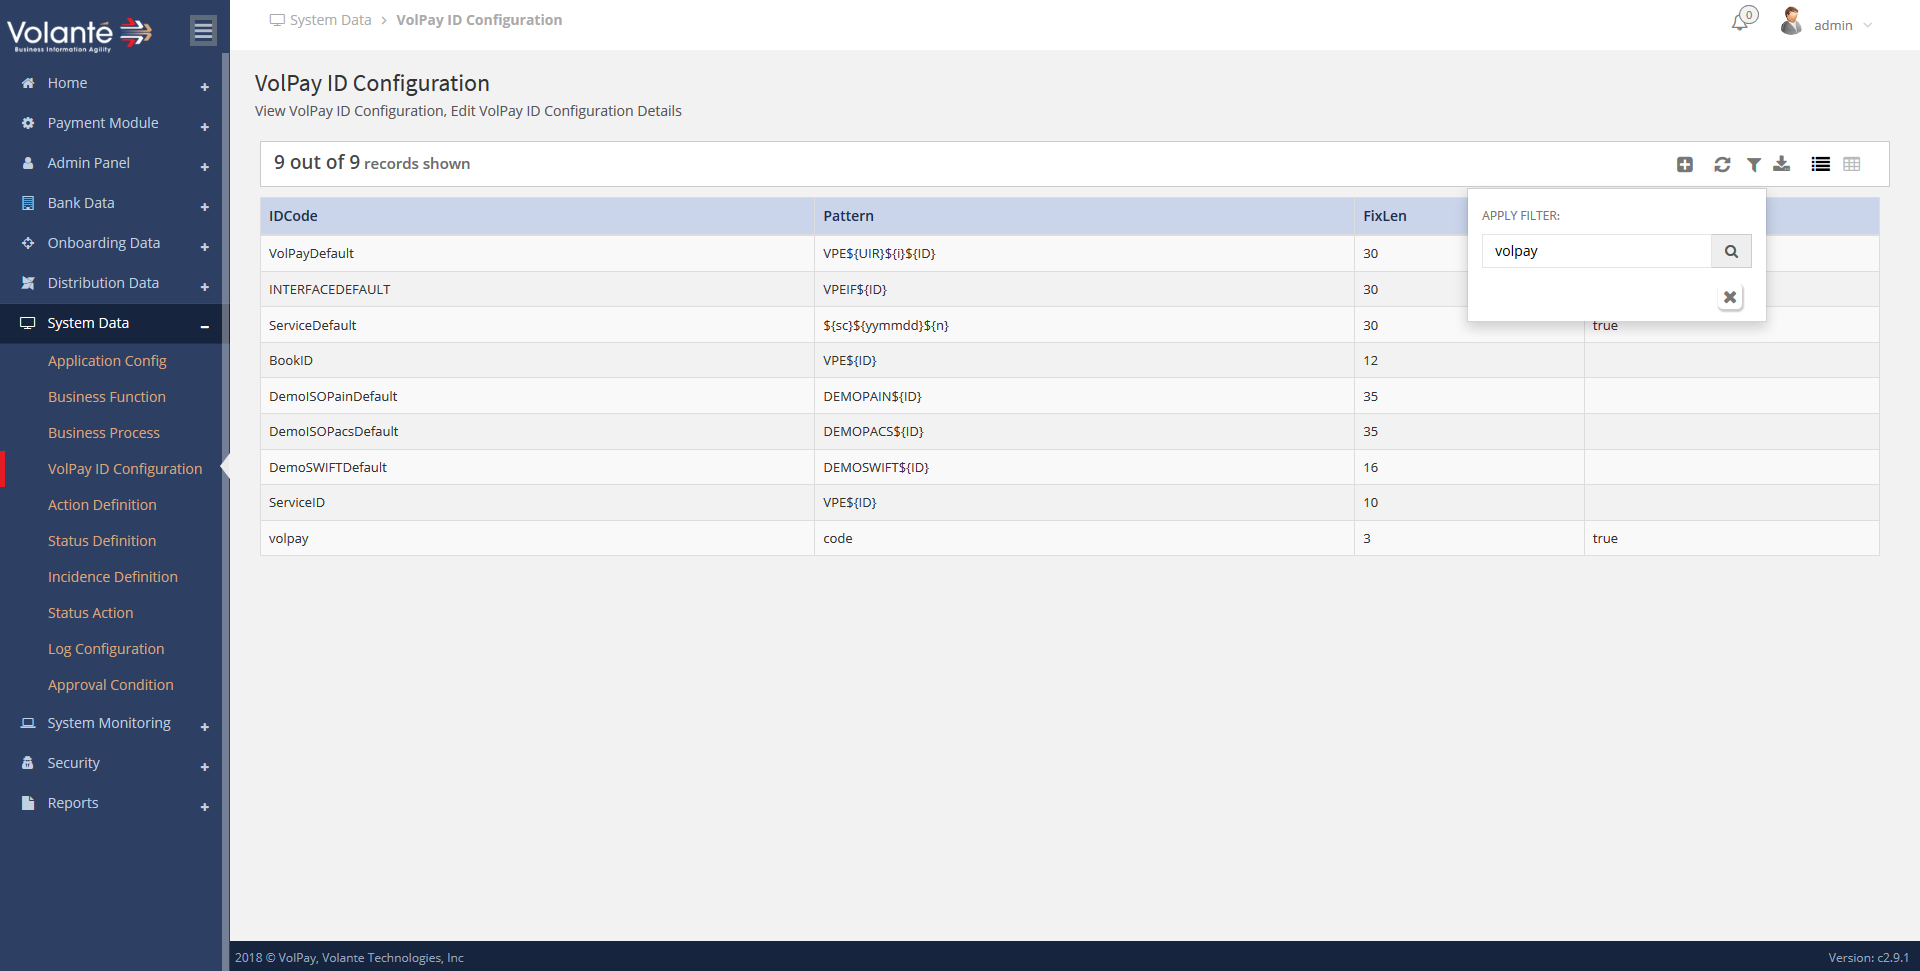 Volanté
Business Information Agility
System Data > VolPay ID Configuration
0
admin
Home
Payment Module
Admin Panel
Bank Data
Onboarding Data
Distribution Data
System Data
Application Config
Business Function
Business Process
VolPay ID Configuration
Action Definition
Status Definition
Incidence Definition
Status Action
Log Configuration
Approval Condition
System Monitoring
Security
Reports
VolPay ID Configuration
View VolPay ID Configuration, Edit VolPay ID Configuration Details
9 out of 9 records shown
APPLY FILTER:
volpay
IDCode Pattern FixLen
VolPayDefault VPE${UIR}${i}${ID} 30
INTERFACEDEFAULT VPEIF${ID} 30
ServiceDefault ${sc}${yymmdd}${n} 30 true
BookID VPE${ID} 12
DemoISOPainDefault DEMOPAIN${ID} 35
DemoISOPacsDefault DEMOPACS${ID} 35
DemoSWIFTDefault DEMOSWIFT${ID} 16
ServiceID VPE${ID} 10
volpay code 3 true
2018 © VolPay, Volante Technologies, Inc
Version: c2.9.1